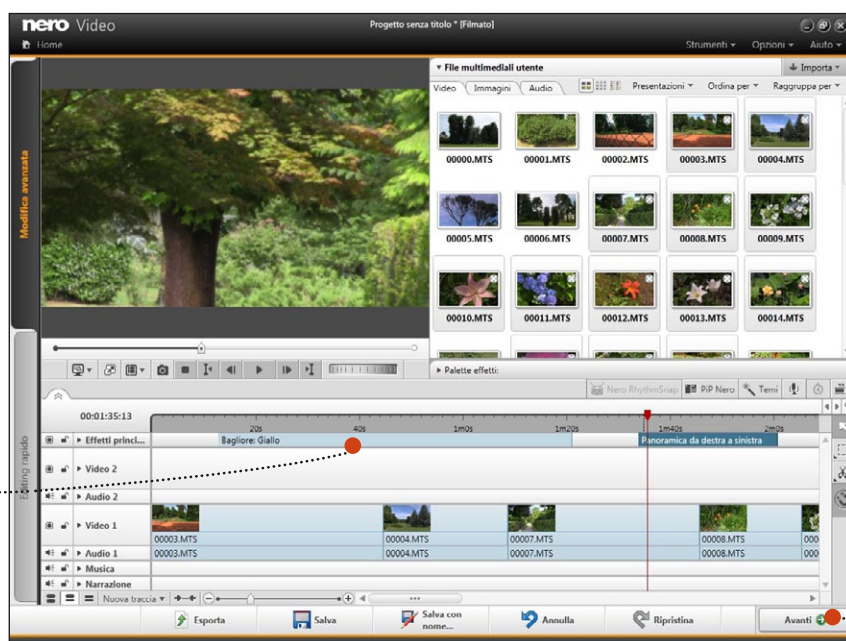 nero Video
Progetto senza titolo * [Filmato]
Home
Strumenti
Opzioni
Aiuto
Modifica avanzata
Editing rapido
File multimediali utente
Importa
Video
Immagini
Audio
Presentazioni
Ordina per
Raggruppa per
00000.MTS
00001.MTS
00002.MTS
00003.MTS
00004.MTS
00005.MTS
00006.MTS
00007.MTS
00008.MTS
00009.MTS
00010.MTS
00011.MTS
00012.MTS
00013.MTS
00014.MTS
Palette effetti:
Nero RhythmSnap
PiP Nero
Temi
00:01:35:13
20s
40s
1m0s
1m20s
1m40s
2m0s
Effetti princi...
Bagliore: Giallo
Panoramica da destra a sinistra
Video 2
Audio 2
Video 1
00003.MTS
00004.MTS
00007.MTS
00008.MTS
000
Audio 1
00003.MTS
00004.MTS
00007.MTS
00008.MTS
000
Musica
Narrazione
Nuova traccia
Esporta
Salva
Salva con
nome...
Annulla
Ripristina
Avanti